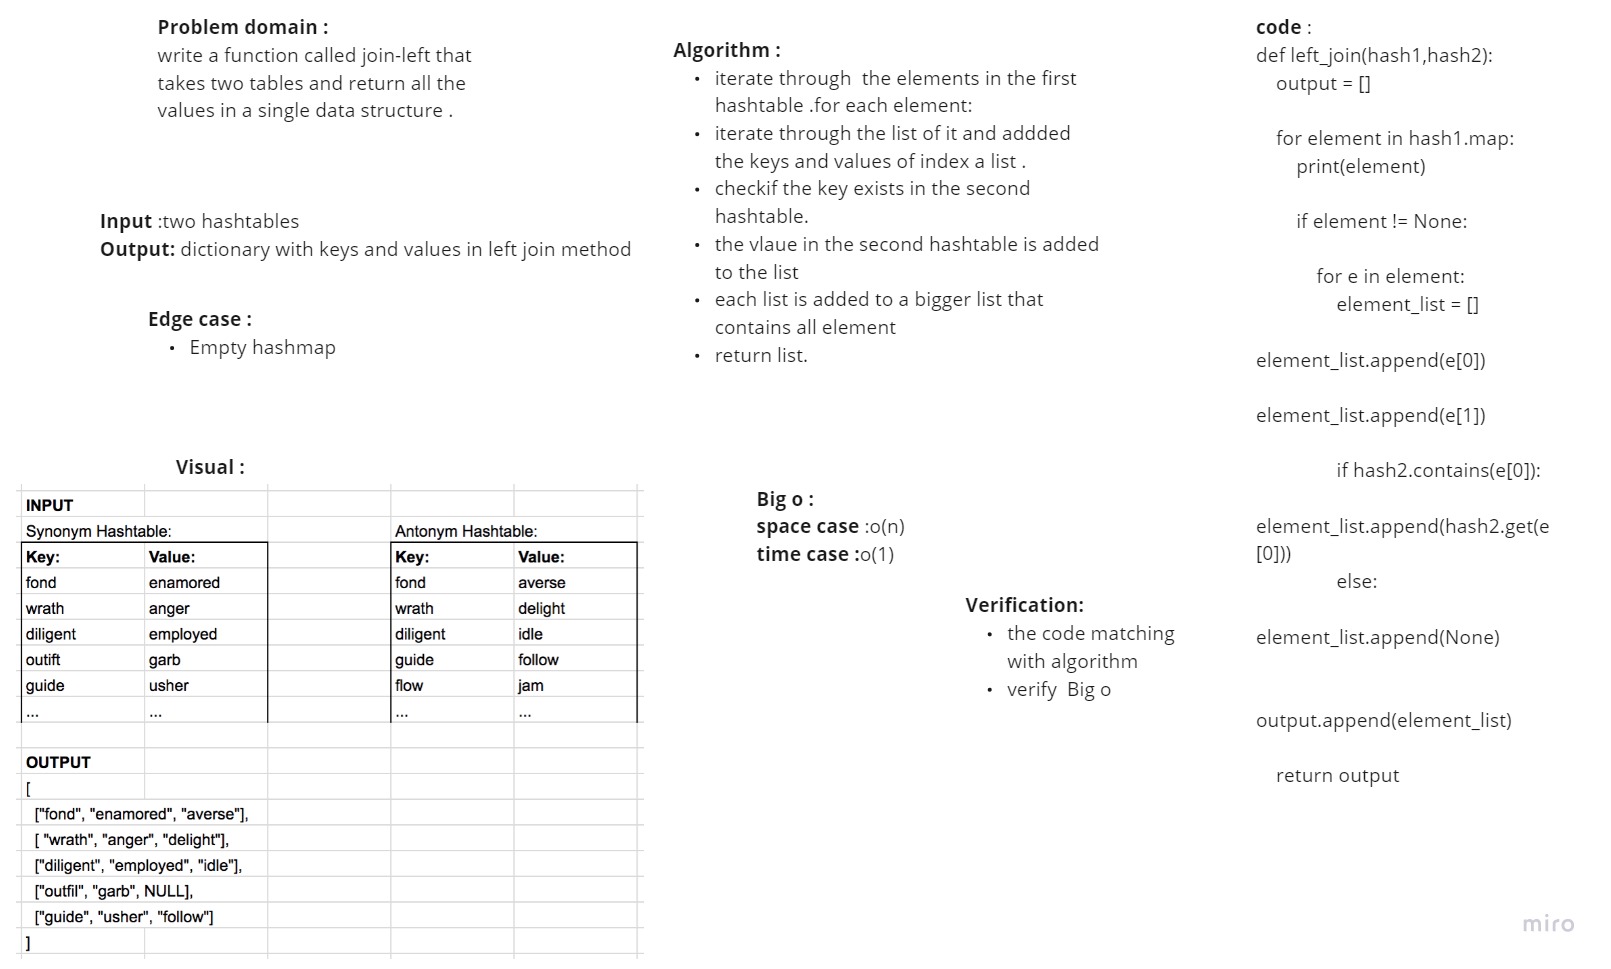 Problem domain :
write a function called join-left that
takes two tables and return all the
values in a single data structure .
Input :two hashtables
Output: dictionary with keys and values in left join method
Edge case :
• Empty hashmap
Visual :
INPUT
Synonym Hashtable: Antonym Hashtable:
Key: Value: Key: Value:
fond enamored fond averse
wrath anger wrath delight
diligent employed diligent idle
outift garb guide follow
guide usher flow jam
... ... ... ...
OUTPUT
[
["fond", "enamored", "averse"],
[ "wrath", "anger", "delight"],
["diligent", "employed", "idle"],
["outfil", "garb", NULL],
["guide", "usher", "follow"]
]
Algorithm :
• iterate through the elements in the first
hashtable .for each element:
• iterate through the list of it and addded
the keys and values of index a list .
• checkif the key exists in the second
hashtable.
• the vlaue in the second hashtable is added
to the list
• each list is added to a bigger list that
contains all element
• return list.
Big o :
space case :o(n)
time case :o(1)
Verification:
• the code matching
with algorithm
• verify Big o
code :
def left_join(hash1,hash2):
output = []
for element in hash1.map:
print(element)
if element != None:
for e in element:
element_list = []
element_list.append(e[0])
element_list.append(e[1])
if hash2.contains(e[0]):
element_list.append(hash2.get(e
[0]))
else:
element_list.append(None)
output.append(element_list)
return output
miro